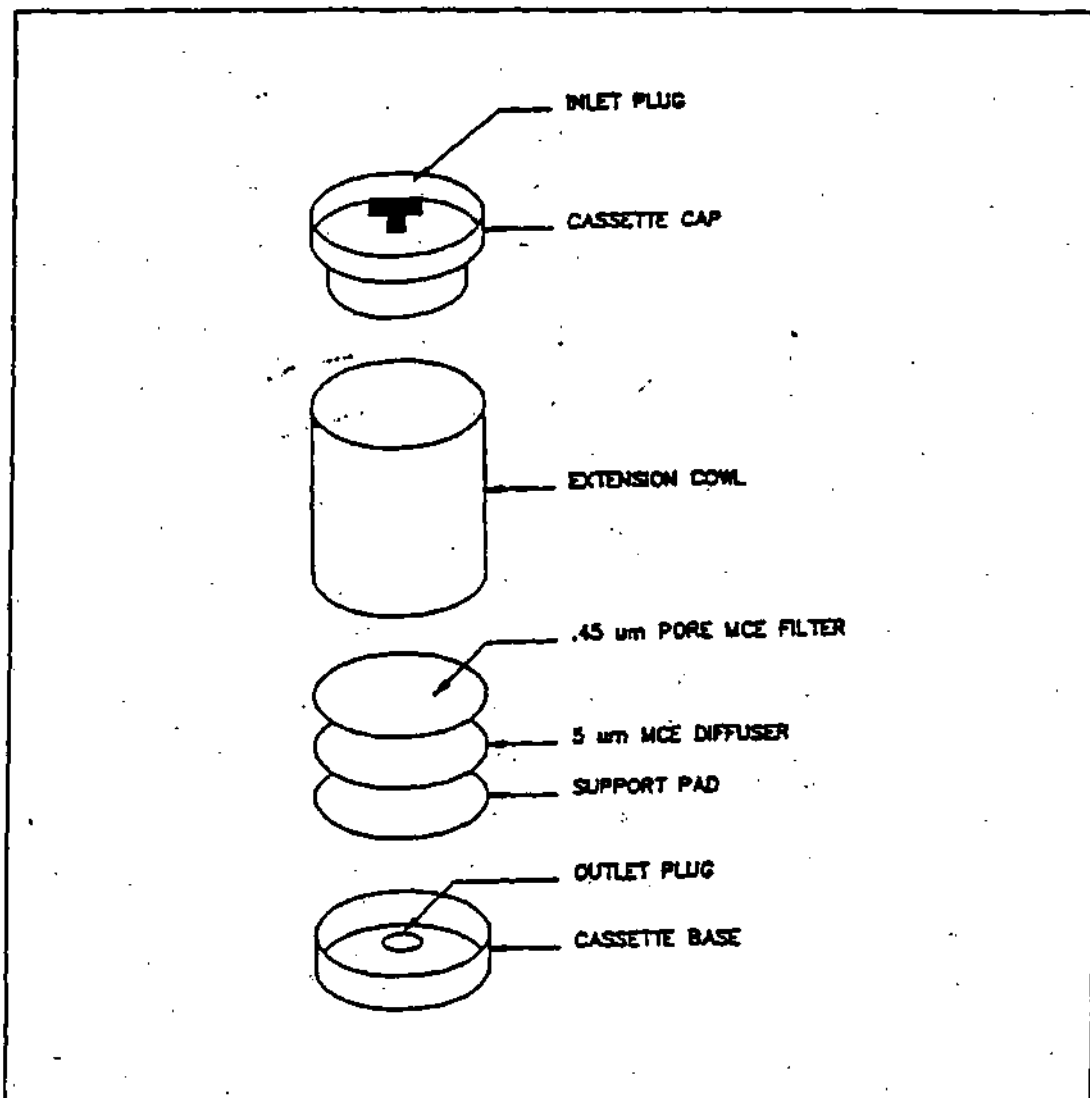 INLET PLUG
CASSETTE CAP
EXTENSION COWL
.45 um PORE MCE FILTER
5 um MCE DIFFUSER
SUPPORT PAD
OUTLET PLUG
CASSETTE BASE